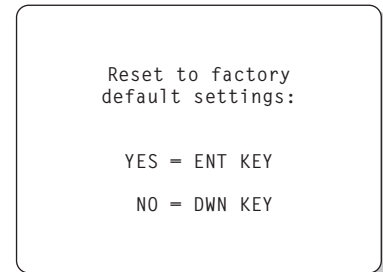 Reset to factory
default settings:
YES = ENT KEY
NO = DWN KEY